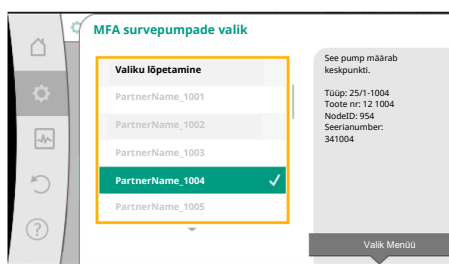 MFA survepumpade valik
Valiku lõpetamine
PartnerName_1001
PartnerName_1002
PartnerName_1003
PartnerName_1004
PartnerName_1005
See pump määrab
keskpunkti.
Tüüp: 25/1-1004
Toote nr: 12 1004
NodeID: 954
Seerianumber:
341004
Valik Menüü